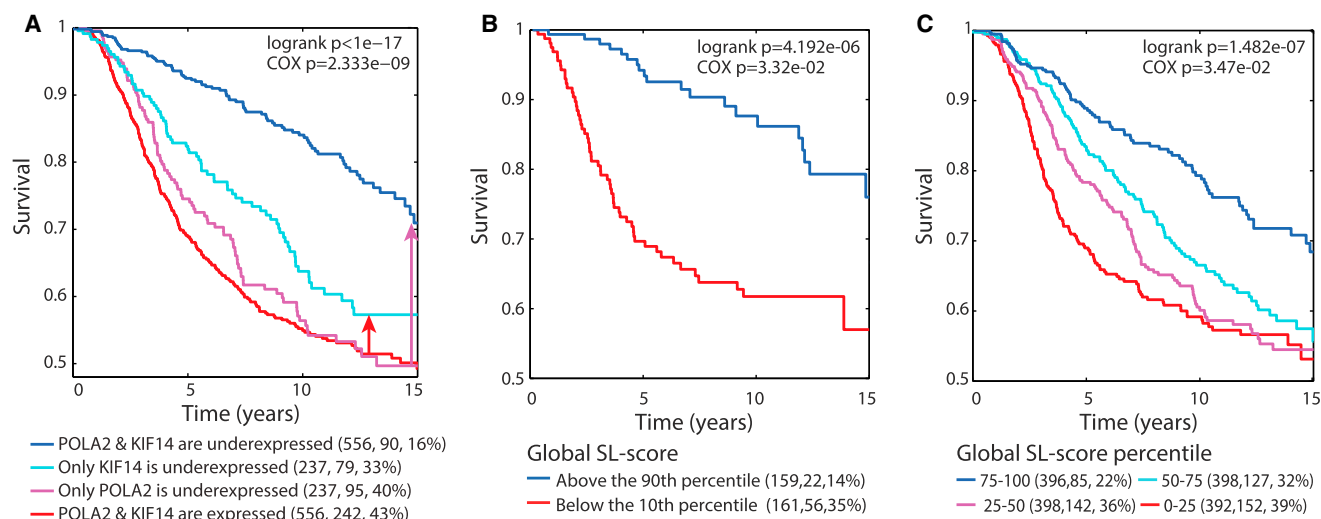 A
1
0.9
0.8
0.7
0.6
0.5
Survival
logrank p<1e−17
COX p=2.333e−09
0 5 10 15
Time (years)
POLA2 & KIF14 are underexpressed (556, 90, 16%)
Only KIF14 is underexpressed (237, 79, 33%)
Only POLA2 is underexpressed (237, 95, 40%)
POLA2 & KIF14 are expressed (556, 242, 43%)
B
1
0.9
0.8
0.7
0.6
0.5
Survival
logrank p=4.192e-06
COX p=3.32e-02
0 5 10 15
Time (years)
Global SL-score
Above the 90th percentile (159,22,14%)
Below the 10th percentile (161,56,35%)
C
1
0.9
0.8
0.7
0.6
0.5
Survival
logrank p=1.482e-07
COX p=3.47e-02
0 5 10 15
Time (years)
Global SL-score percentile
75-100 (396,85, 22%) 50-75 (398,127, 32%)
25-50 (398,142, 36%) 0-25 (392,152, 39%)